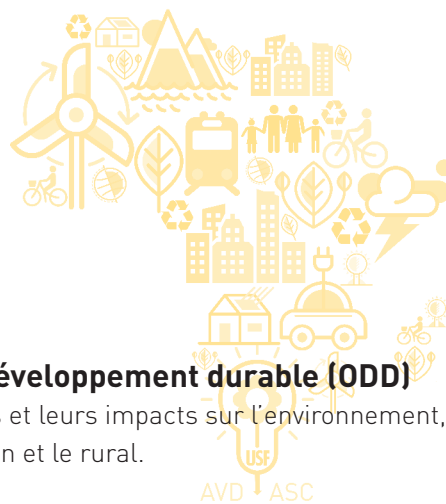 éveloppement durable (ODD)
s et leurs impacts sur l'environnement,
n et le rural.
USF
AVD ASC